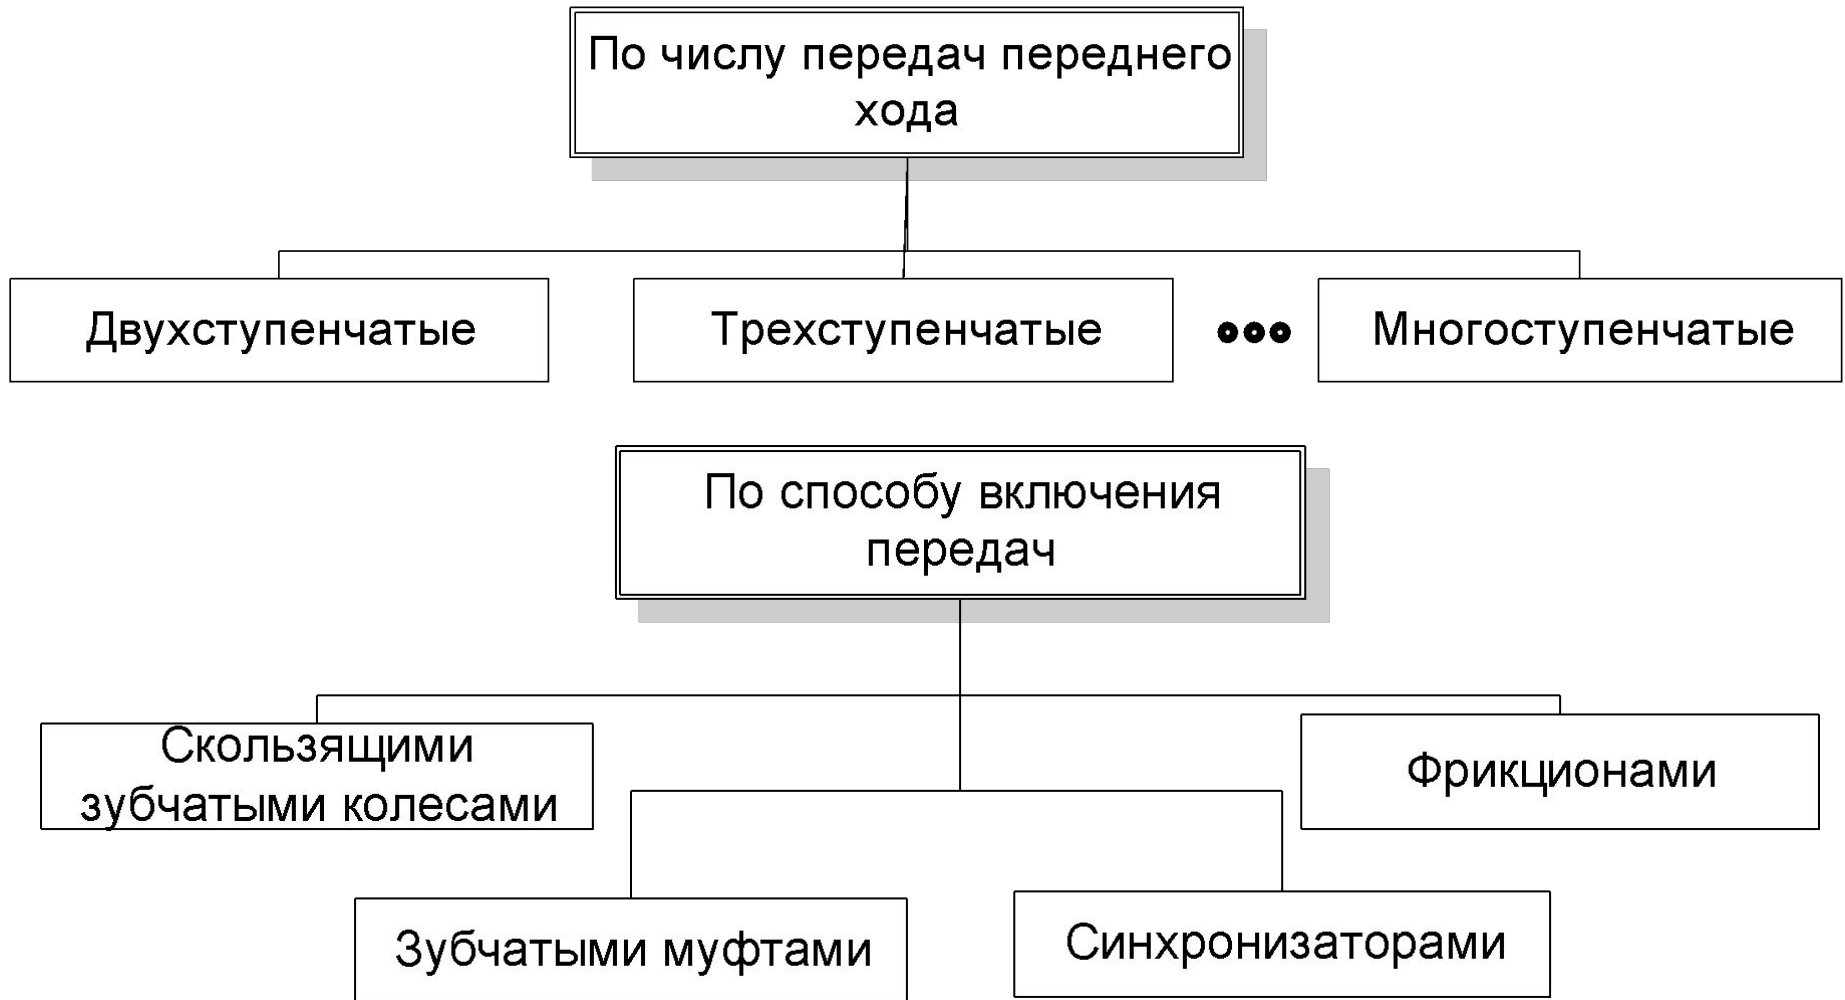 По числу передач переднего
хода
Двухступенчатые
Трехступенчатые
Многоступенчатые
По способу включения
передач
Скользящими
зубчатыми колесами
Фрикционами
Зубчатыми муфтами
Синхронизаторами